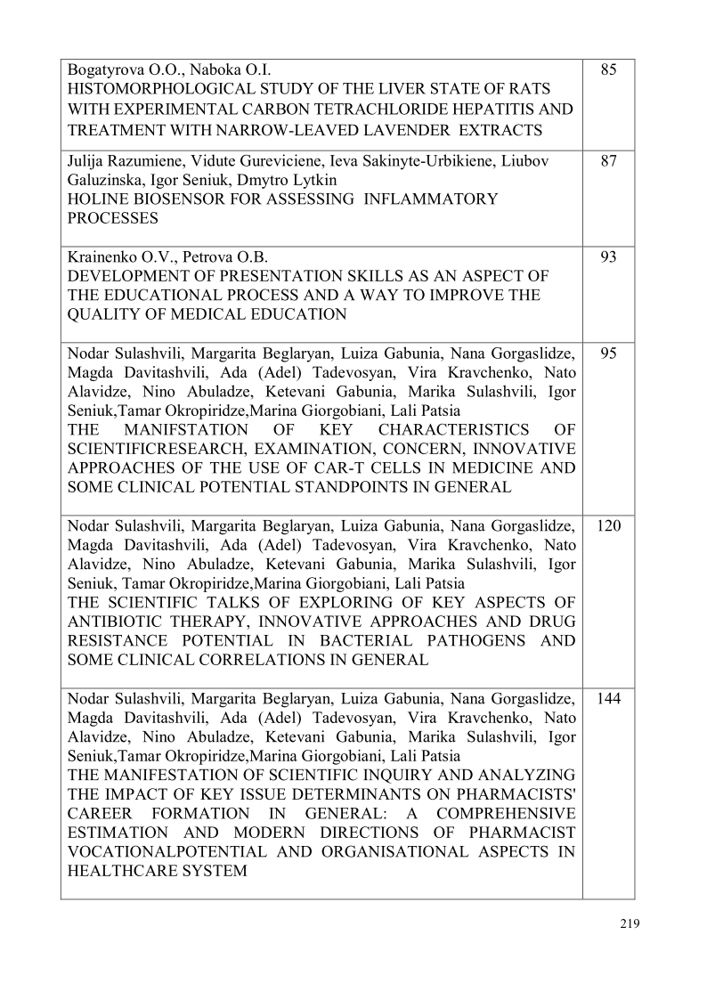 Bogatyrova O.O., Naboka O.I.
85
HISTOMORPHOLOGICAL STUDY OF THE LIVER STATE OF RATS
WITH EXPERIMENTAL CARBON TETRACHLORIDE HEPATITIS AND
TREATMENT WITH NARROW-LEAVED LAVENDER EXTRACTS
Julija Razumiene, Vidute Gureviciene, Ieva Sakinyte-Urbikiene, Liubov
87
Galuzinska, Igor Seniuk, Dmytro Lytkin
HOLINE BIOSENSOR FOR ASSESSING INFLAMMATORY
PROCESSES
Krainenko O.V., Petrova O.B.
93
DEVELOPMENT OF PRESENTATION SKILLS AS AN ASPECT OF
THE EDUCATIONAL PROCESS AND A WAY TO IMPROVE THE
QUALITY OF MEDICAL EDUCATION
Nodar Sulashvili, Margarita Beglaryan, Luiza Gabunia, Nana Gorgaslidze,
95
Magda Davitashvili, Ada (Adel) Tadevosyan, Vira Kravchenko, Nato
Alavidze, Nino Abuladze, Ketevani Gabunia, Marika Sulashvili, Igor
Seniuk,Tamar Okropiridze,Marina Giorgobiani, Lali Patsia
THE MANIFSTATION OF KEY CHARACTERISTICS OF
SCIENTIFICRESEARCH, EXAMINATION, CONCERN, INNOVATIVE
APPROACHES OF THE USE OF CAR-T CELLS IN MEDICINE AND
SOME CLINICAL POTENTIAL STANDPOINTS IN GENERAL
Nodar Sulashvili, Margarita Beglaryan, Luiza Gabunia, Nana Gorgaslidze,
120
Magda Davitashvili, Ada (Adel) Tadevosyan, Vira Kravchenko, Nato
Alavidze, Nino Abuladze, Ketevani Gabunia, Marika Sulashvili, Igor
Seniuk, Tamar Okropiridze,Marina Giorgobiani, Lali Patsia
THE SCIENTIFIC TALKS OF EXPLORING OF KEY ASPECTS OF
ANTIBIOTIC THERAPY, INNOVATIVE APPROACHES AND DRUG
RESISTANCE POTENTIAL IN BACTERIAL PATHOGENS AND
SOME CLINICAL CORRELATIONS IN GENERAL
Nodar Sulashvili, Margarita Beglaryan, Luiza Gabunia, Nana Gorgaslidze,
144
Magda Davitashvili, Ada (Adel) Tadevosyan, Vira Kravchenko, Nato
Alavidze, Nino Abuladze, Ketevani Gabunia, Marika Sulashvili, Igor
Seniuk,Tamar Okropiridze,Marina Giorgobiani, Lali Patsia
THE MANIFESTATION OF SCIENTIFIC INQUIRY AND ANALYZING
THE IMPACT OF KEY ISSUE DETERMINANTS ON PHARMACISTS'
CAREER FORMATION IN GENERAL: A COMPREHENSIVE
ESTIMATION AND MODERN DIRECTIONS OF PHARMACIST
VOCATIONALPOTENTIAL AND ORGANISATIONAL ASPECTS IN
HEALTHCARE SYSTEM
219